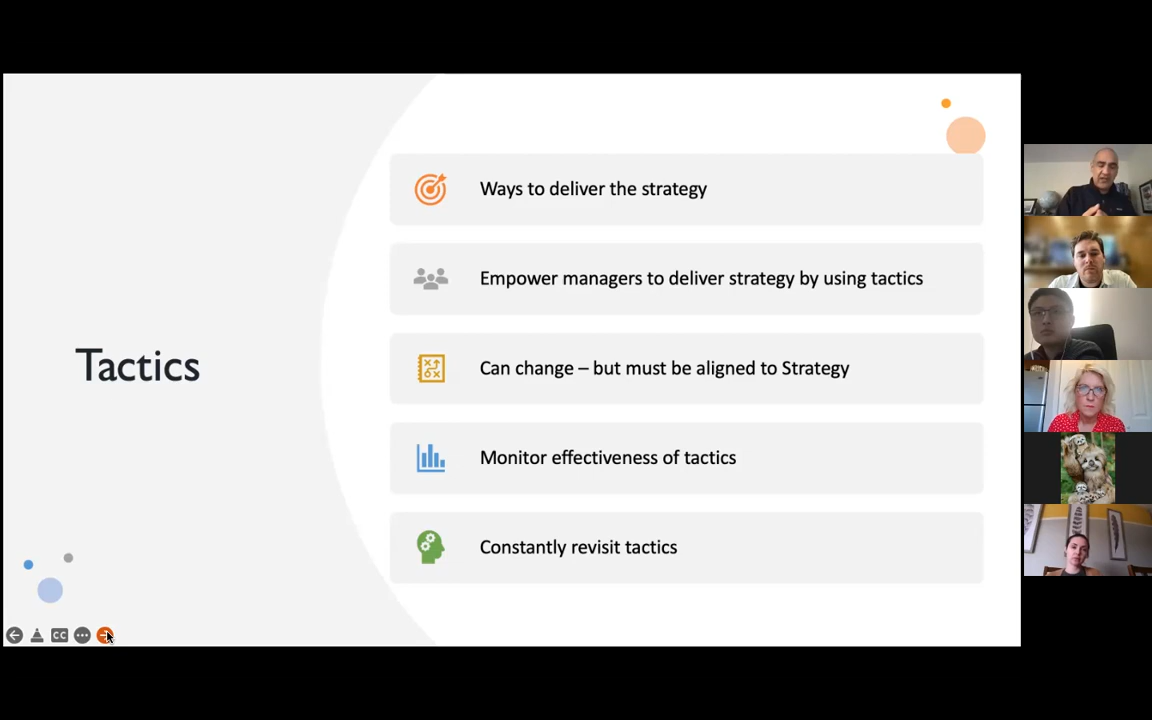 Tactics
Ways to deliver the strategy
Empower managers to deliver strategy by using tactics
Can change – but must be aligned to Strategy
Monitor effectiveness of tactics
Constantly revisit tactics
CC